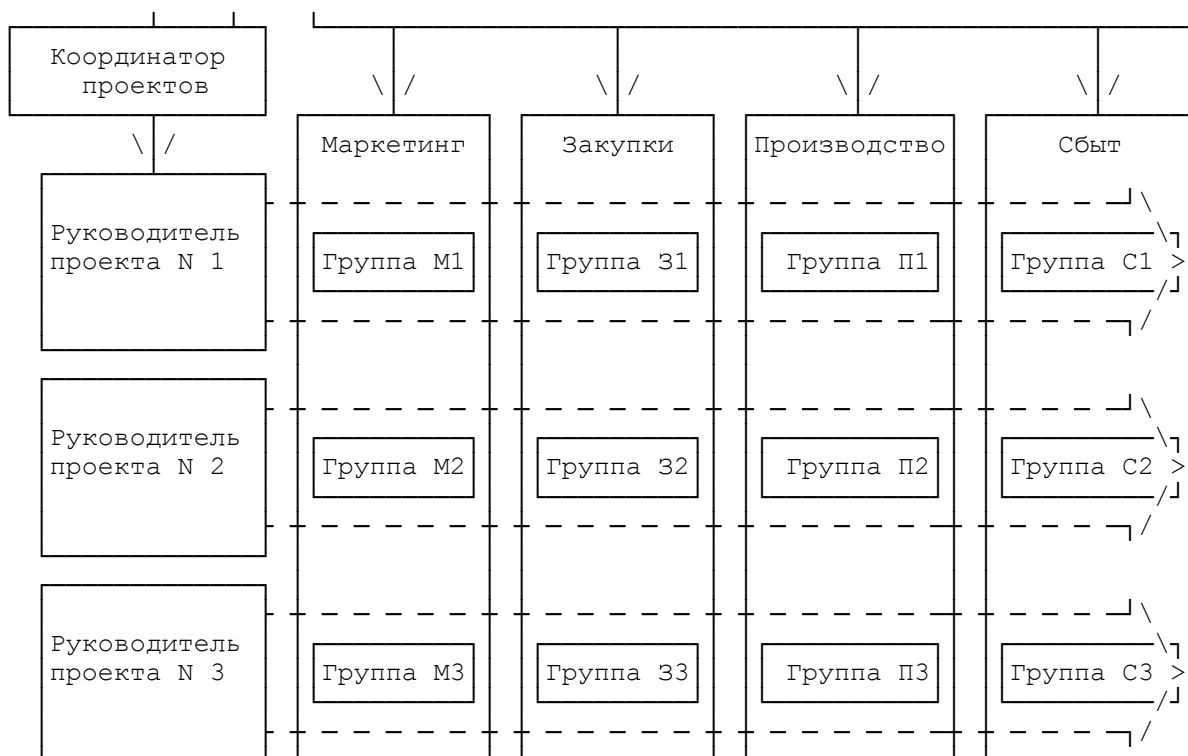 Координатор
проектов
Маркетинг Закупки Производство Сбыт
Руководитель
проекта N 1 Группа М1 Группа З1 Группа П1 Группа С1
Руководитель
проекта N 2 Группа М2 Группа З2 Группа П2 Группа С2
Руководитель
проекта N 3 Группа М3 Группа З3 Группа П3 Группа С3